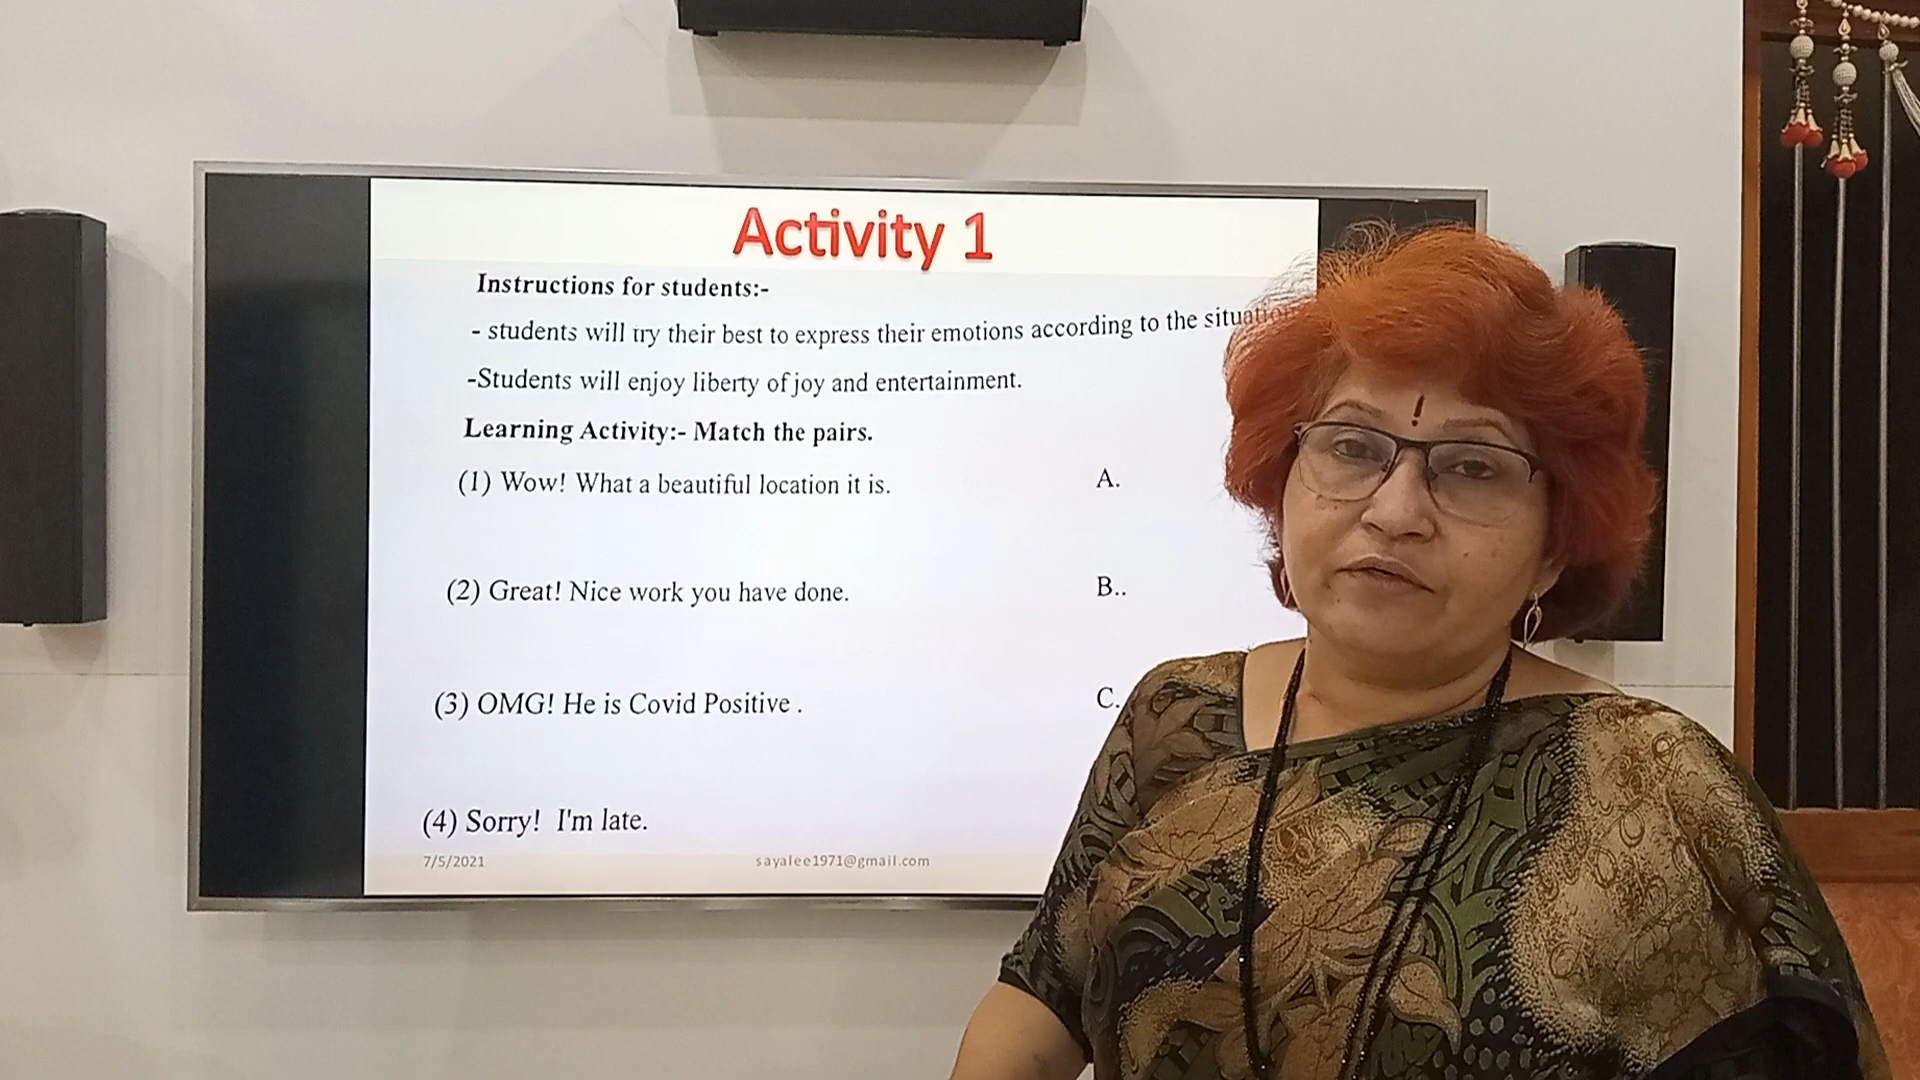 Activity 1
Instructions for students:-
- students will try their best to express their emotions according to the situation
-Students will enjoy liberty of joy and entertainment.
Learning Activity:- Match the pairs.
(1) Wow! What a beautiful location it is. A.
(2) Great! Nice work you have done. B..
(3) OMG! He is Covid Positive . C.
(4) Sorry! I'm late.
7/5/2021 sayalee1971@gmail.com